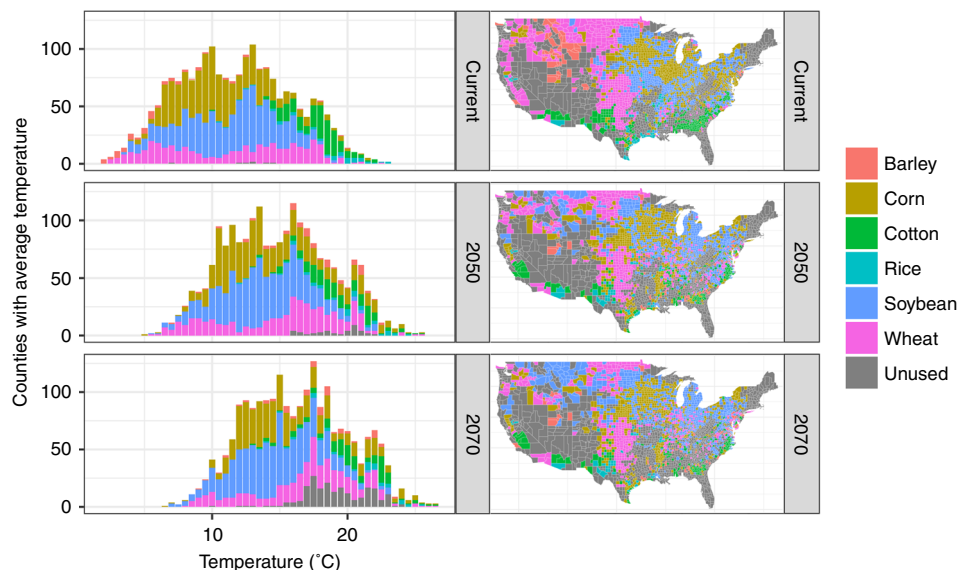 Counties with average temperature
100
50
0
Current
Current
100
50
0
2050
2050
100
50
0
2070
2070
10
20
Temperature (˚C)
Barley
Corn
Cotton
Rice
Soybean
Wheat
Unused